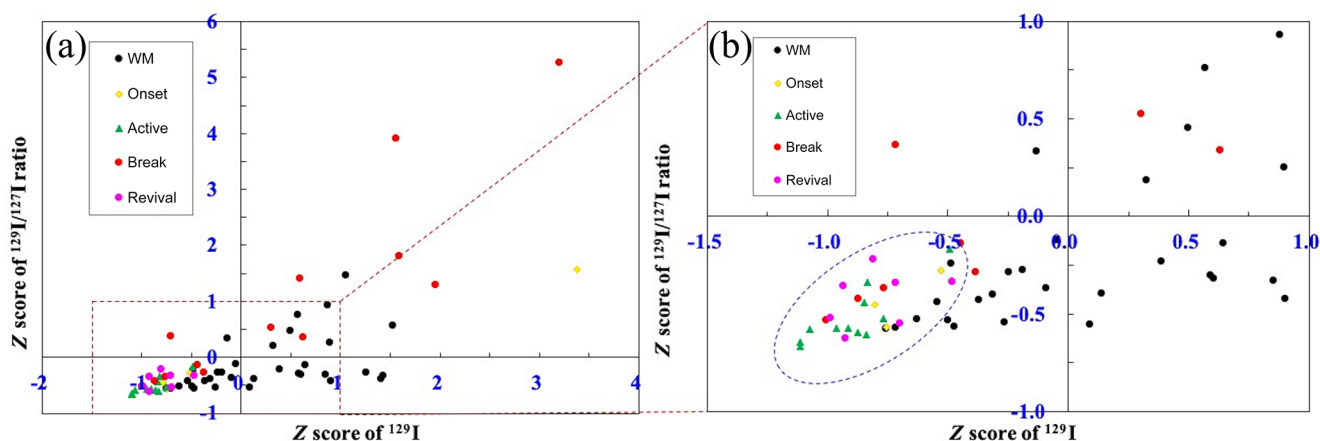 (a)
Z score of ¹²⁹I/¹²⁷I ratio
6
5
4
3
2
1
0
-1
-2 -1 0 1 2 3 4
WM
Onset
Active
Break
Revival
Z score of ¹²⁹I
(b)
Z score of ¹²⁹I/¹²⁷I ratio
1.0
0.5
0.0
-0.5
-1.0
-1.5 -1.0 -0.5 0.0 0.5 1.0
WM
Onset
Active
Break
Revival
Z score of ¹²⁹I